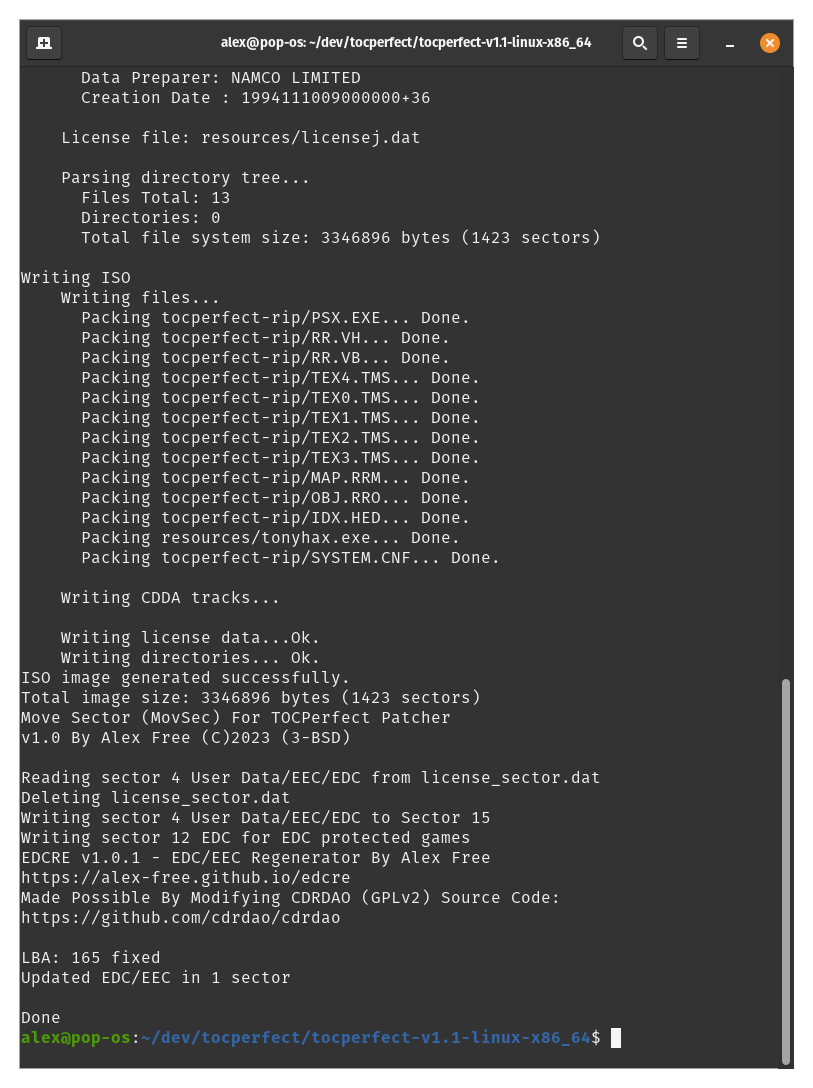 alex@pop-os: ~/dev/tocperfect/tocperfect-v1.1-linux-x86_64
Data Preparer: NAMCO LIMITED
Creation Date : 1994111009000000+36
License file: resources/licensej.dat
Parsing directory tree...
Files Total: 13
Directories: 0
Total file system size: 3346896 bytes (1423 sectors)
Writing ISO
Writing files...
Packing tocperfect-rip/PSX.EXE... Done.
Packing tocperfect-rip/RR.VH... Done.
Packing tocperfect-rip/RR.VB... Done.
Packing tocperfect-rip/TEX4.TMS... Done.
Packing tocperfect-rip/TEX0.TMS... Done.
Packing tocperfect-rip/TEX1.TMS... Done.
Packing tocperfect-rip/TEX2.TMS... Done.
Packing tocperfect-rip/TEX3.TMS... Done.
Packing tocperfect-rip/MAP.RRM... Done.
Packing tocperfect-rip/OBJ.RRO... Done.
Packing tocperfect-rip/IDX.HED... Done.
Packing resources/tonyhax.exe... Done.
Packing tocperfect-rip/SYSTEM.CNF... Done.
Writing CDDA tracks...
Writing license data...Ok.
Writing directories... Ok.
ISO image generated successfully.
Total image size: 3346896 bytes (1423 sectors)
Move Sector (MovSec) For TOCPerfect Patcher
v1.0 By Alex Free (C)2023 (3-BSD)
Reading sector 4 User Data/EEC/EDC from license_sector.dat
Deleting license_sector.dat
Writing sector 4 User Data/EEC/EDC to Sector 15
Writing sector 12 EDC for EDC protected games
EDCRE v1.0.1 - EDC/EEC Regenerator By Alex Free
https://alex-free.github.io/edcre
Made Possible By Modifying CDRDAO (GPLv2) Source Code:
https://github.com/cdrdao/cdrdao
LBA: 165 fixed
Updated EDC/EEC in 1 sector
Done
alex@pop-os:~/dev/tocperfect/tocperfect-v1.1-linux-x86_64$